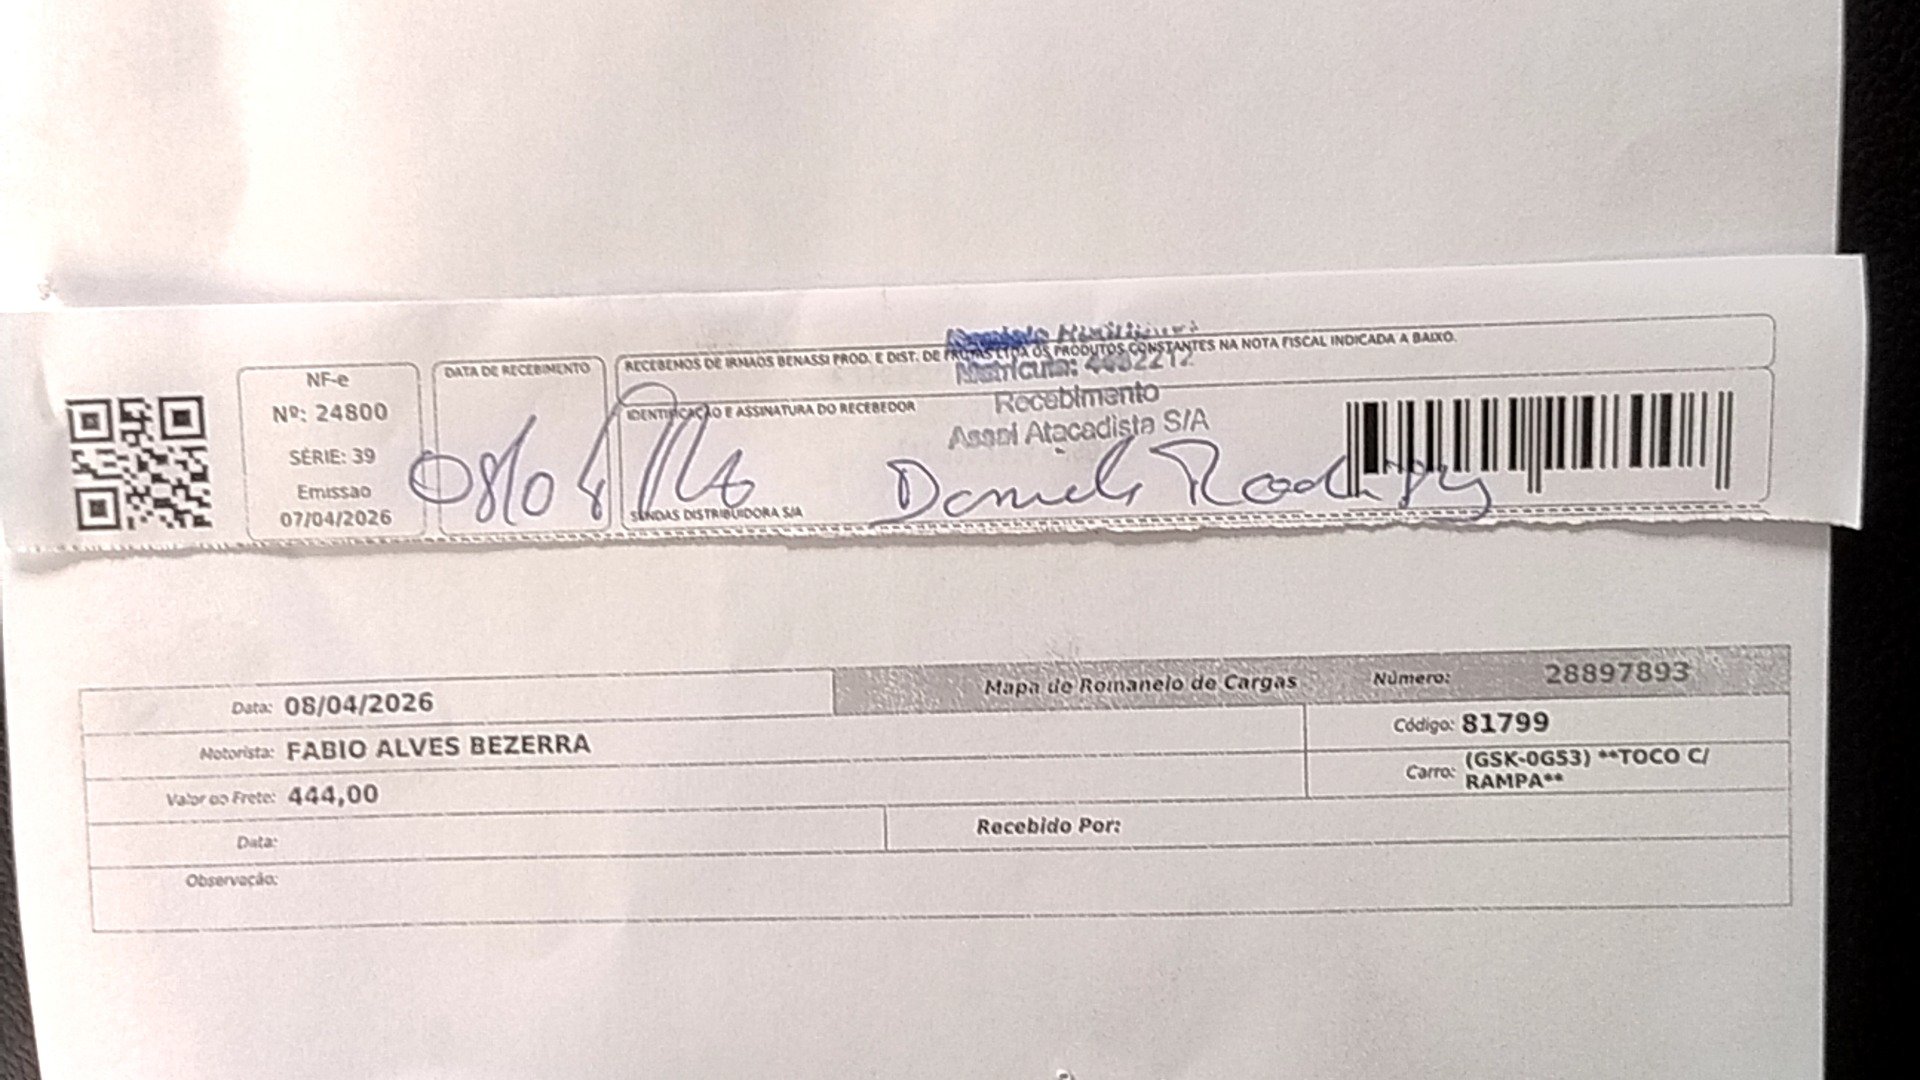 NF-e
Nº: 24800
SÉRIE: 39
Emissao
07/04/2026
DATA DE RECEBIMENTO
08/04
RECEBEMOS DE IRMAOS BENASSI PROD. E DIST. DE FRUTAS LTDA OS PRODUTOS CONSTANTES NA NOTA FISCAL INDICADA A BAIXO.
IDENTIFICAÇÃO E ASSINATURA DO RECEBEDOR
Matricula:
Recebimento
Assai Atacadista S/A
SENDAS DISTRIBUIDORA S/A
Data: 08/04/2026
Mapa de Romaneio de Cargas
Número: 28897893
Motorista: FABIO ALVES BEZERRA
Código: 81799
Valor do Frete: 444,00
Carro: (GSK-0G53) **TOCO C/
RAMPA**
Data:
Recebido Por:
Observação: